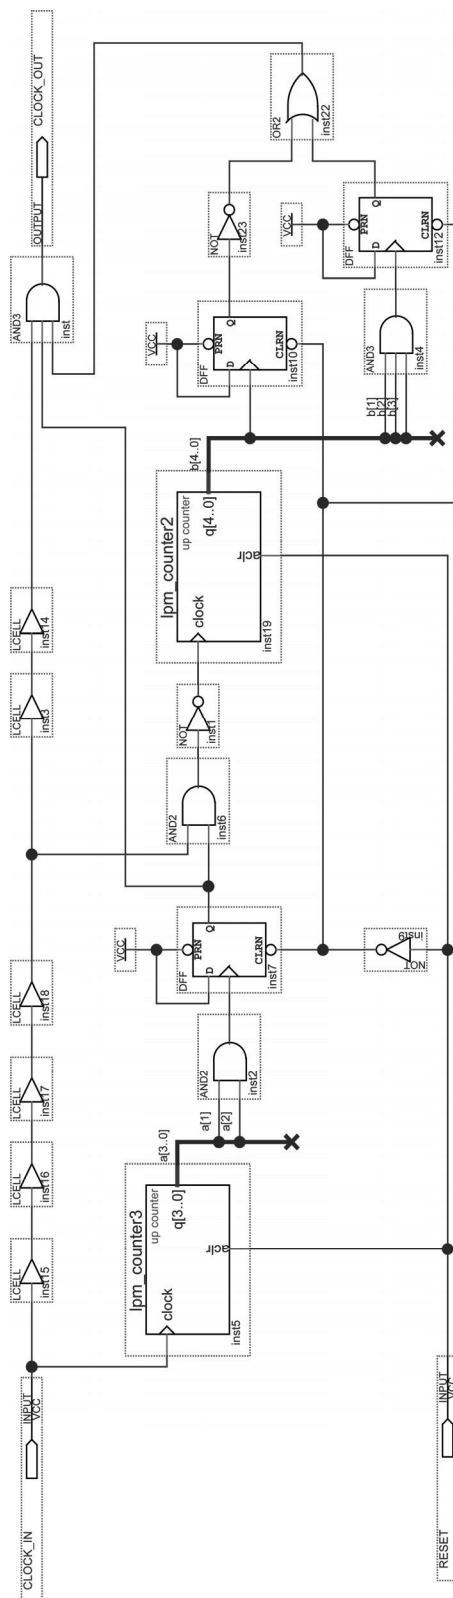 CLOCK_IN
INPUT
VCC
LCELL
inst15
LCELL
inst16
LCELL
inst17
LCELL
inst18
LCELL
inst3
LCELL
inst14
AND3
inst
OUTPUT
CLOCK_OUT
lpm_counter3
up counter
clock
q[3..0]
aclr
inst5
a[3..0]
a[1]
a[2]
AND2
inst2
VCC
DFF
PRN
D
Q
CLRN
inst7
AND2
inst6
NOT
inst1
lpm_counter2
up counter
clock
q[4..0]
aclr
inst19
b[4..0]
VCC
DFF
PRN
D
Q
CLRN
inst10
NOT
inst23
OR2
inst22
b[1]
b[2]
b[3]
AND3
inst4
VCC
DFF
PRN
D
Q
CLRN
inst12
NOT
inst9
RESET
INPUT
VCC